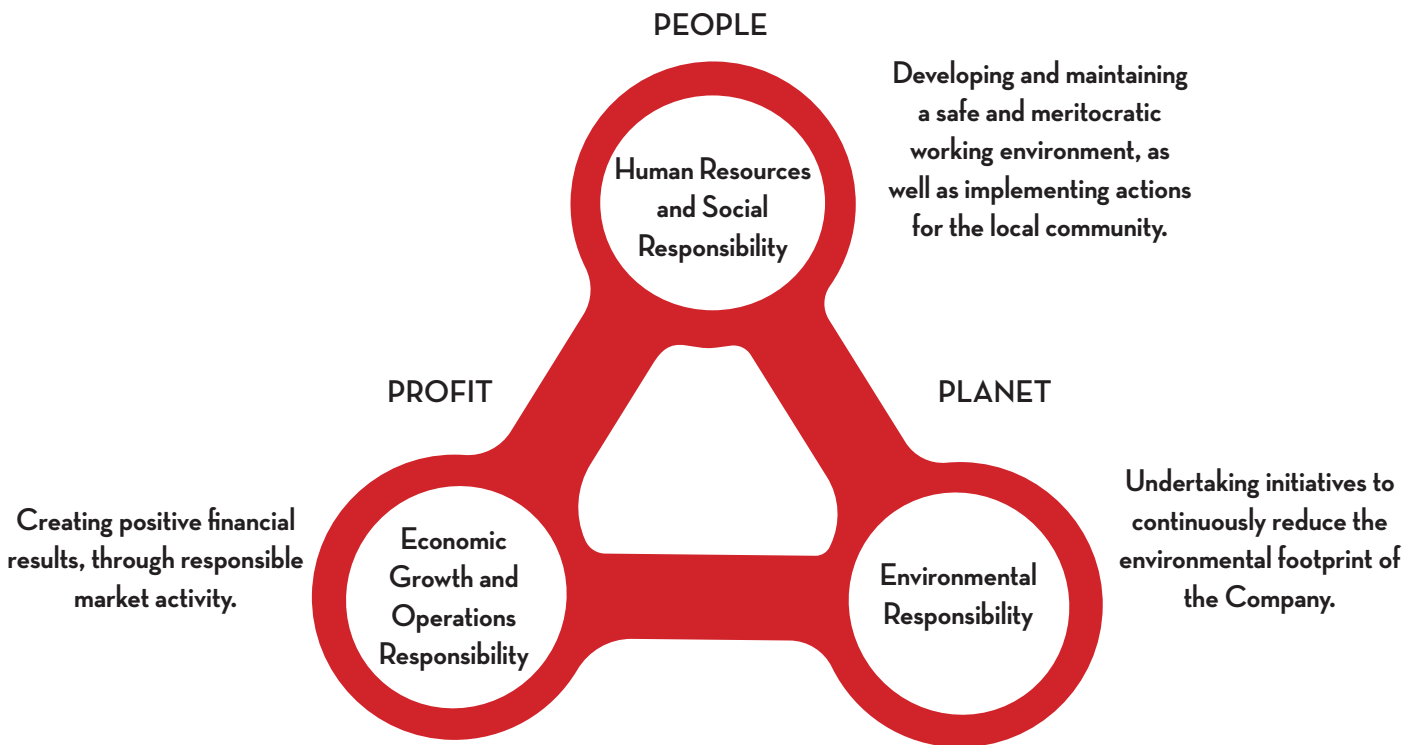 PEOPLE
Human Resources
and Social
Responsibility
Developing and maintaining
a safe and meritocratic
working environment, as
well as implementing actions
for the local community.
PROFIT
Creating positive financial
results, through responsible
market activity.
Economic
Growth and
Operations
Responsibility
PLANET
Environmental
Responsibility
Undertaking initiatives to
continuously reduce the
environmental footprint of
the Company.